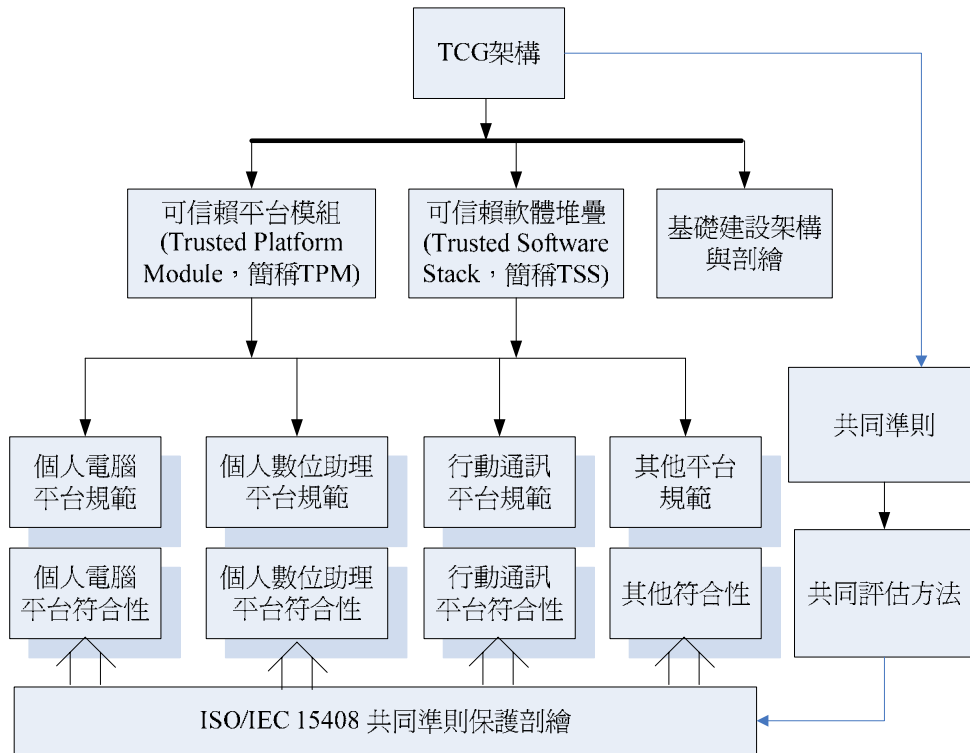 TCG架構
可信賴平台模組
(Trusted Platform
Module，簡稱TPM)
可信賴軟體堆疊
(Trusted Software
Stack，簡稱TSS)
基礎建設架構
與剖繪
共同準則
個人電腦
平台規範
個人數位助理
平台規範
行動通訊
平台規範
其他平台
規範
個人電腦
平台符合性
個人數位助理
平台符合性
行動通訊
平台符合性
其他符合性
共同評估方法
ISO/IEC 15408 共同準則保護剖繪